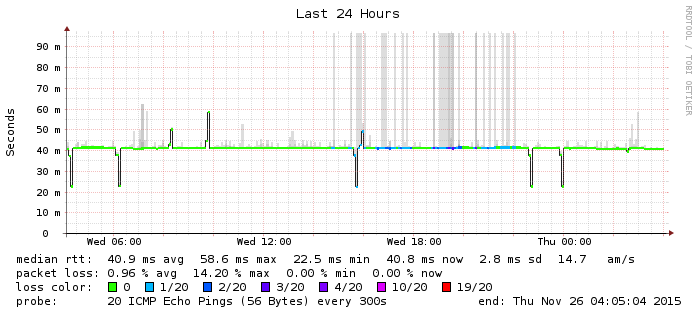 Last 24 Hours
RRDTOOL / TOBI OETIKER
Seconds
90 m
80 m
70 m
60 m
50 m
40 m
30 m
20 m
10 m
0
Wed 06:00 Wed 12:00 Wed 18:00 Thu 00:00
median rtt: 40.9 ms avg 58.6 ms max 22.5 ms min 40.8 ms now 2.8 ms sd 14.7 am/s
packet loss: 0.96 % avg 14.20 % max 0.00 % min 0.00 % now
loss color: 0 1/20 2/20 3/20 4/20 10/20 19/20
probe: 20 ICMP Echo Pings (56 Bytes) every 300s end: Thu Nov 26 04:05:04 2015